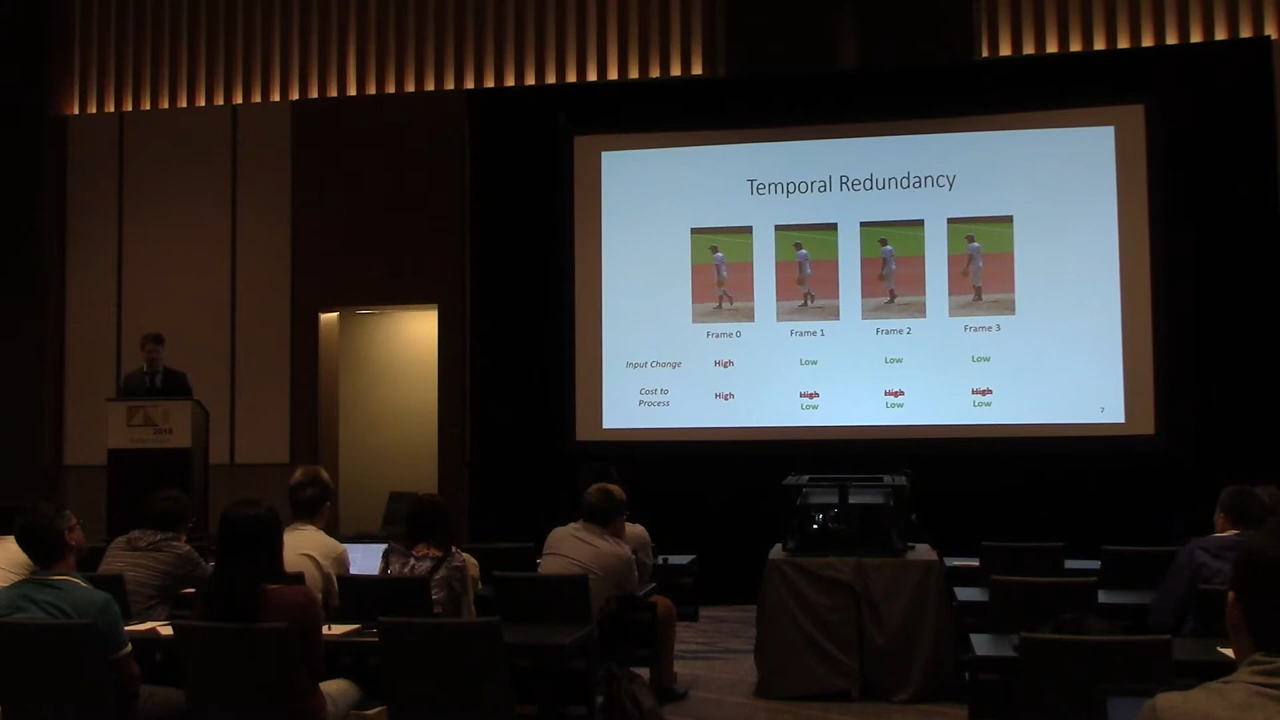 Temporal Redundancy
Frame 0 Frame 1 Frame 2 Frame 3
Input Change High Low Low Low
Cost to Process High High Low High Low High Low
7
2018